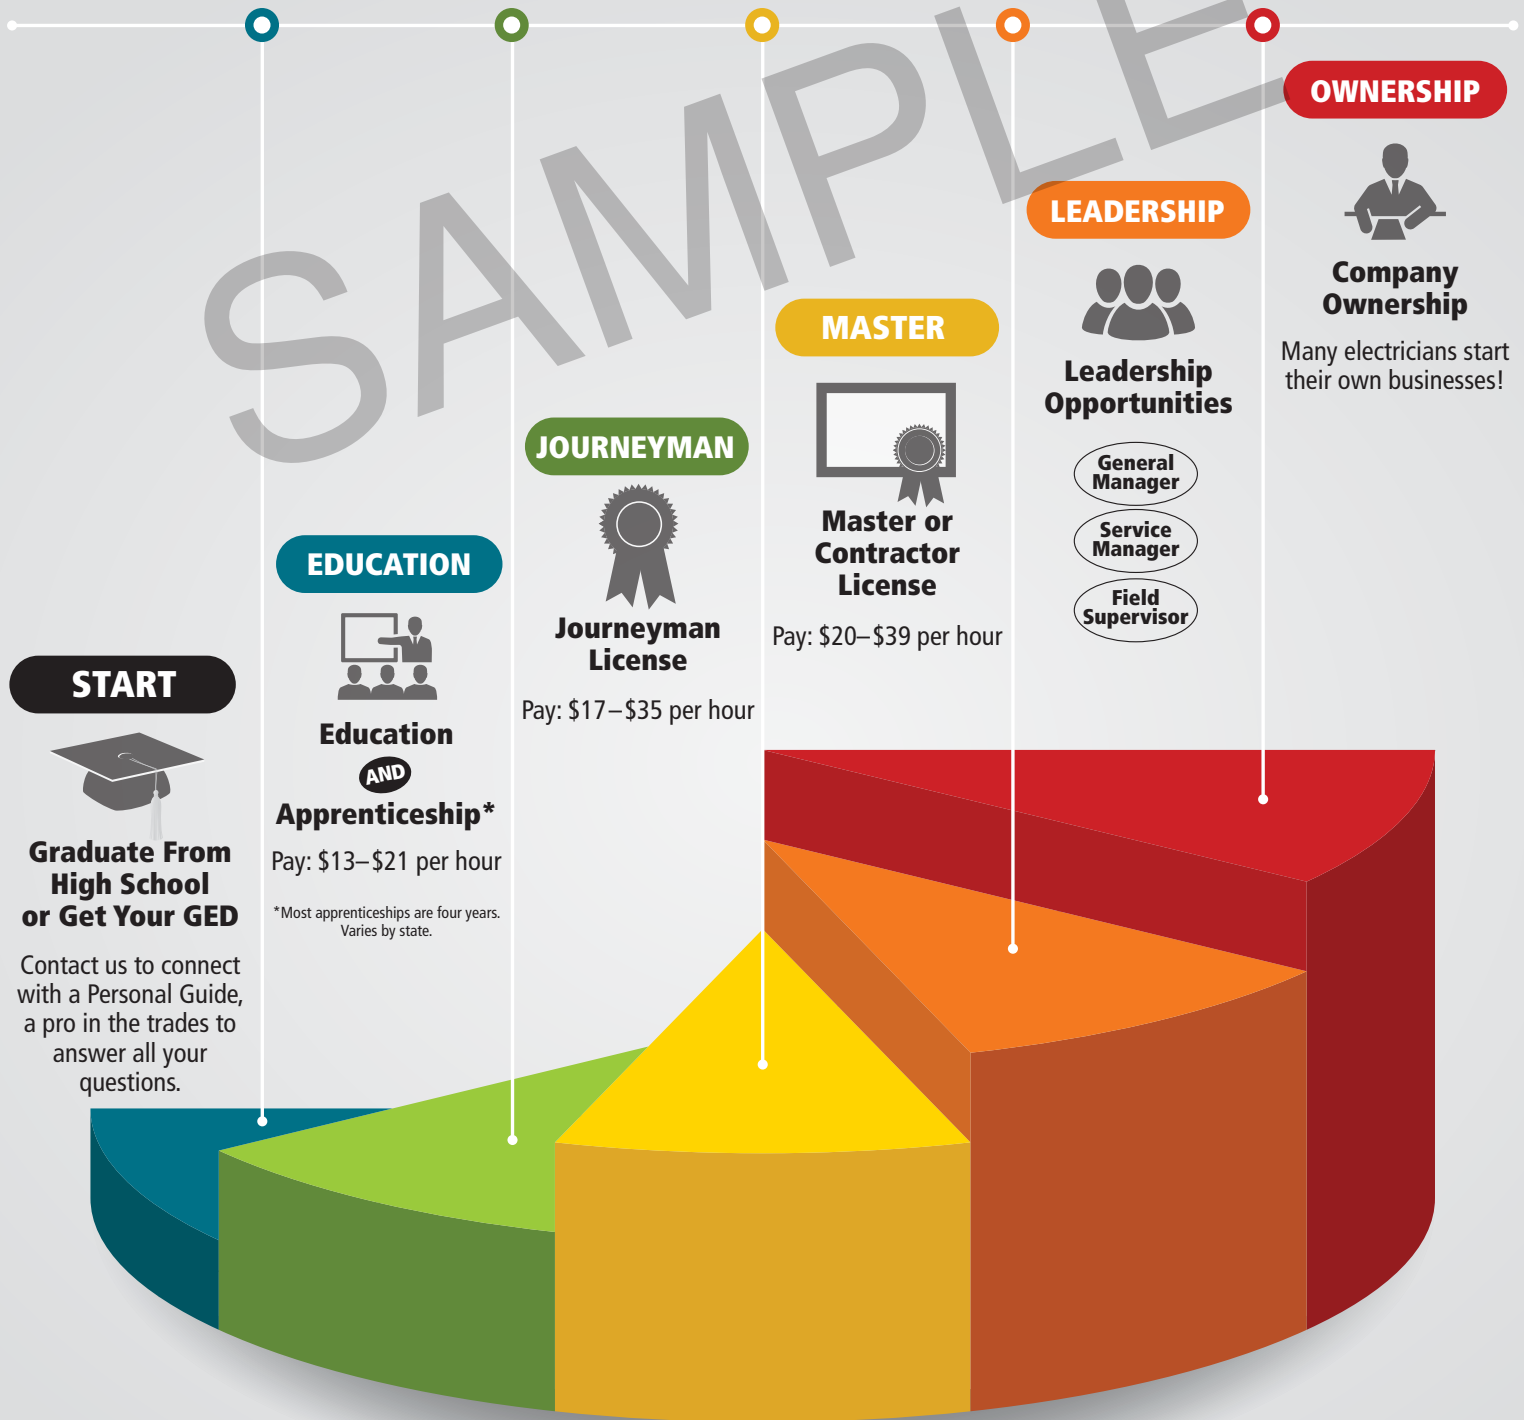 SAMPLE
START
Graduate From
High School
or Get Your GED
Contact us to connect
with a Personal Guide,
a pro in the trades to
answer all your
questions.
EDUCATION
Education
AND
Apprenticeship*
Pay: $13–$21 per hour
*Most apprenticeships are four years.
Varies by state.
JOURNEYMAN
Journeyman
License
Pay: $17–$35 per hour
MASTER
Master or
Contractor
License
Pay: $20–$39 per hour
LEADERSHIP
Leadership
Opportunities
General
Manager
Service
Manager
Field
Supervisor
OWNERSHIP
Company
Ownership
Many electricians start
their own businesses!